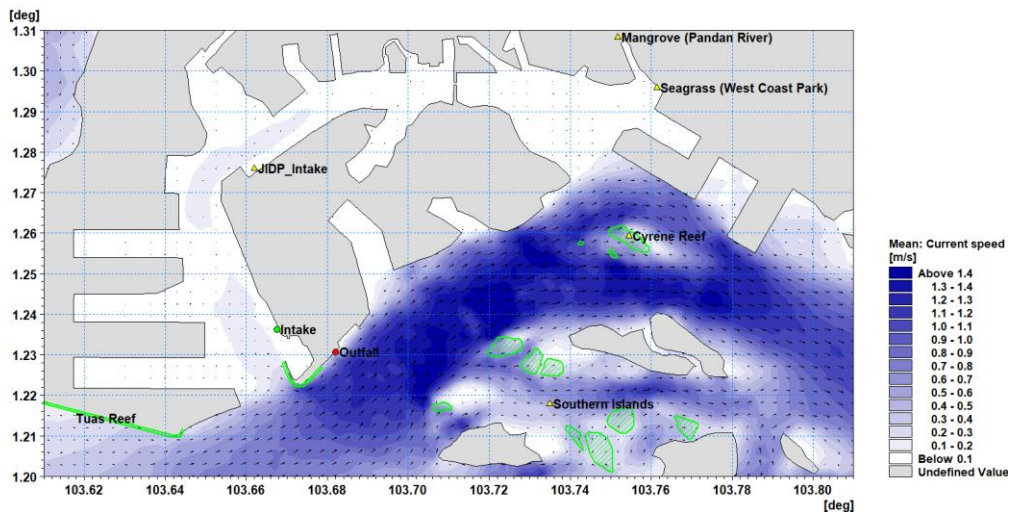 [deg]
1.31
1.30
1.29
1.28
1.27
1.26
1.25
1.24
1.23
1.22
1.21
1.20
Mangrove (Pandan River)
Seagrass (West Coast Park)
JIDP_Intake
Cyrene Reef
Intake
Outfall
Southern Islands
Tuas Reef
103.62 103.64 103.66 103.68 103.70 103.72 103.74 103.76 103.78 103.80
[deg]
Mean: Current speed
[m/s]
Above 1.4
1.3 - 1.4
1.2 - 1.3
1.1 - 1.2
1.0 - 1.1
0.9 - 1.0
0.8 - 0.9
0.7 - 0.8
0.6 - 0.7
0.5 - 0.6
0.4 - 0.5
0.3 - 0.4
0.2 - 0.3
0.1 - 0.2
Below 0.1
Undefined Value